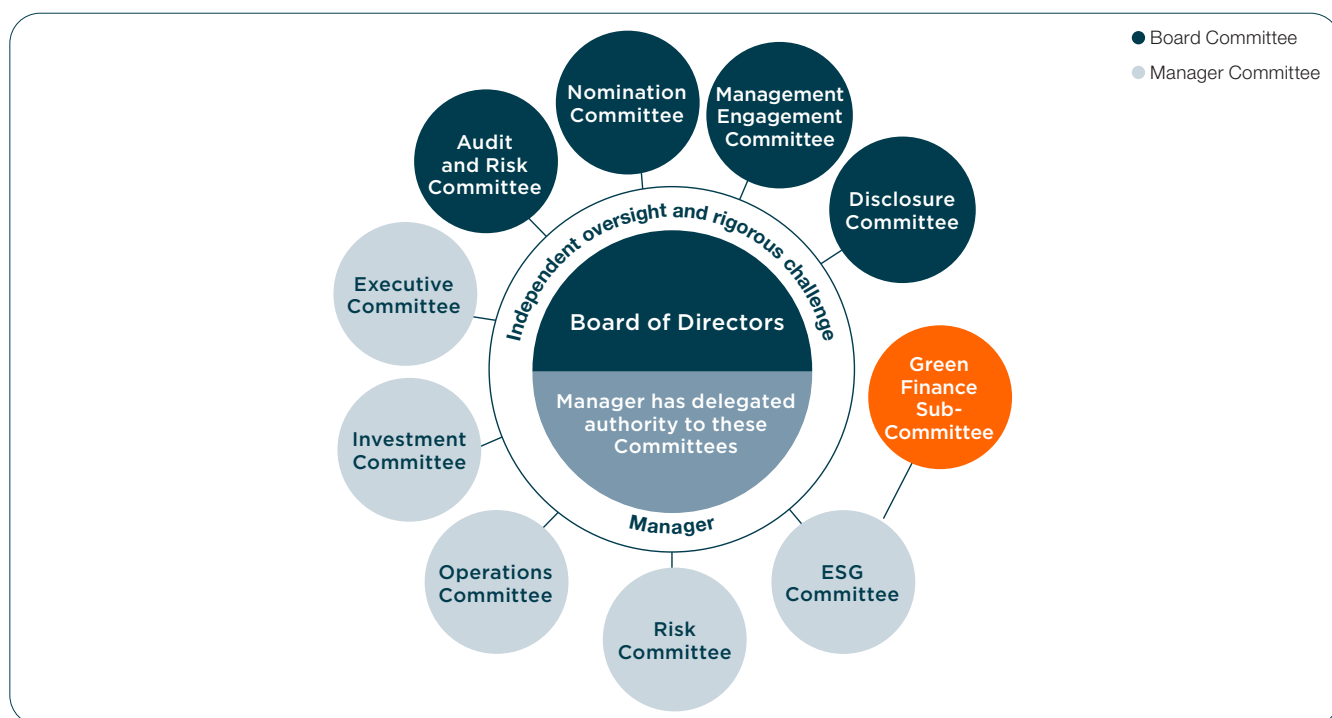 Board Committee
Manager Committee
Nomination
Committee
Management
Engagement
Committee
Audit
and Risk
Committee
Disclosure
Committee
Independent oversight and rigorous challenge
Executive
Committee
Board of Directors
Green
Finance
Sub-
Committee
Manager has delegated
authority to these
Committees
Investment
Committee
Manager
Operations
Committee
ESG
Committee
Risk
Committee